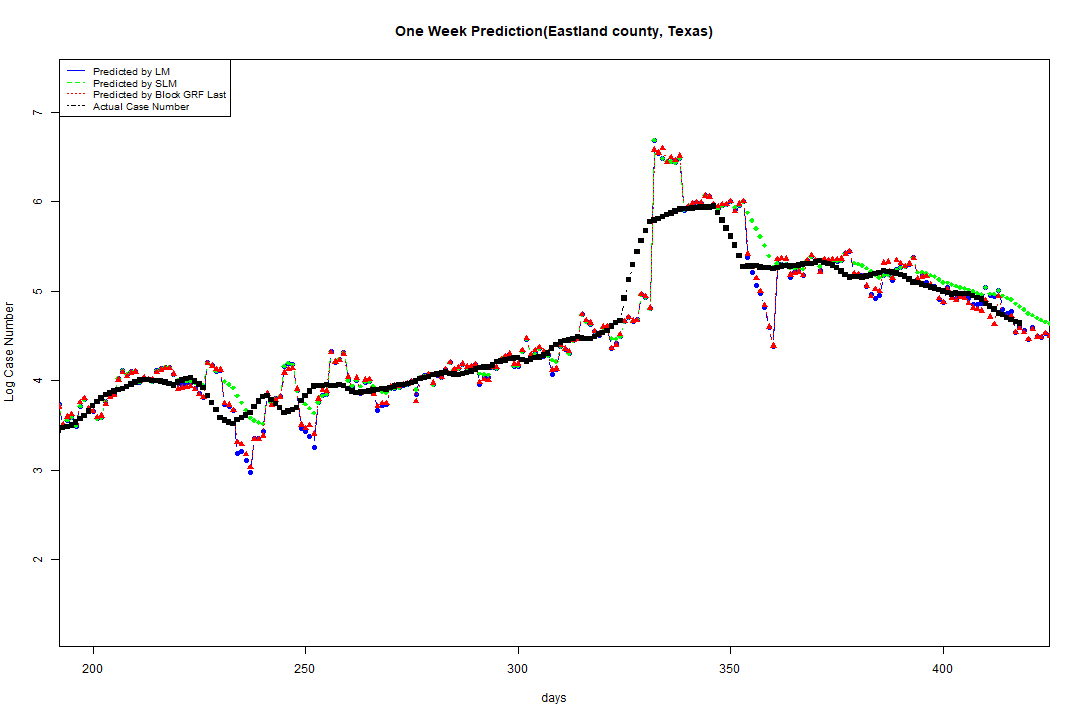 One Week Prediction(Eastland county, Texas)
Predicted by LM
Predicted by SLM
Predicted by Block GRF Last
Actual Case Number
7
6
5
4
3
2
Log Case Number
200
250
300
350
400
days